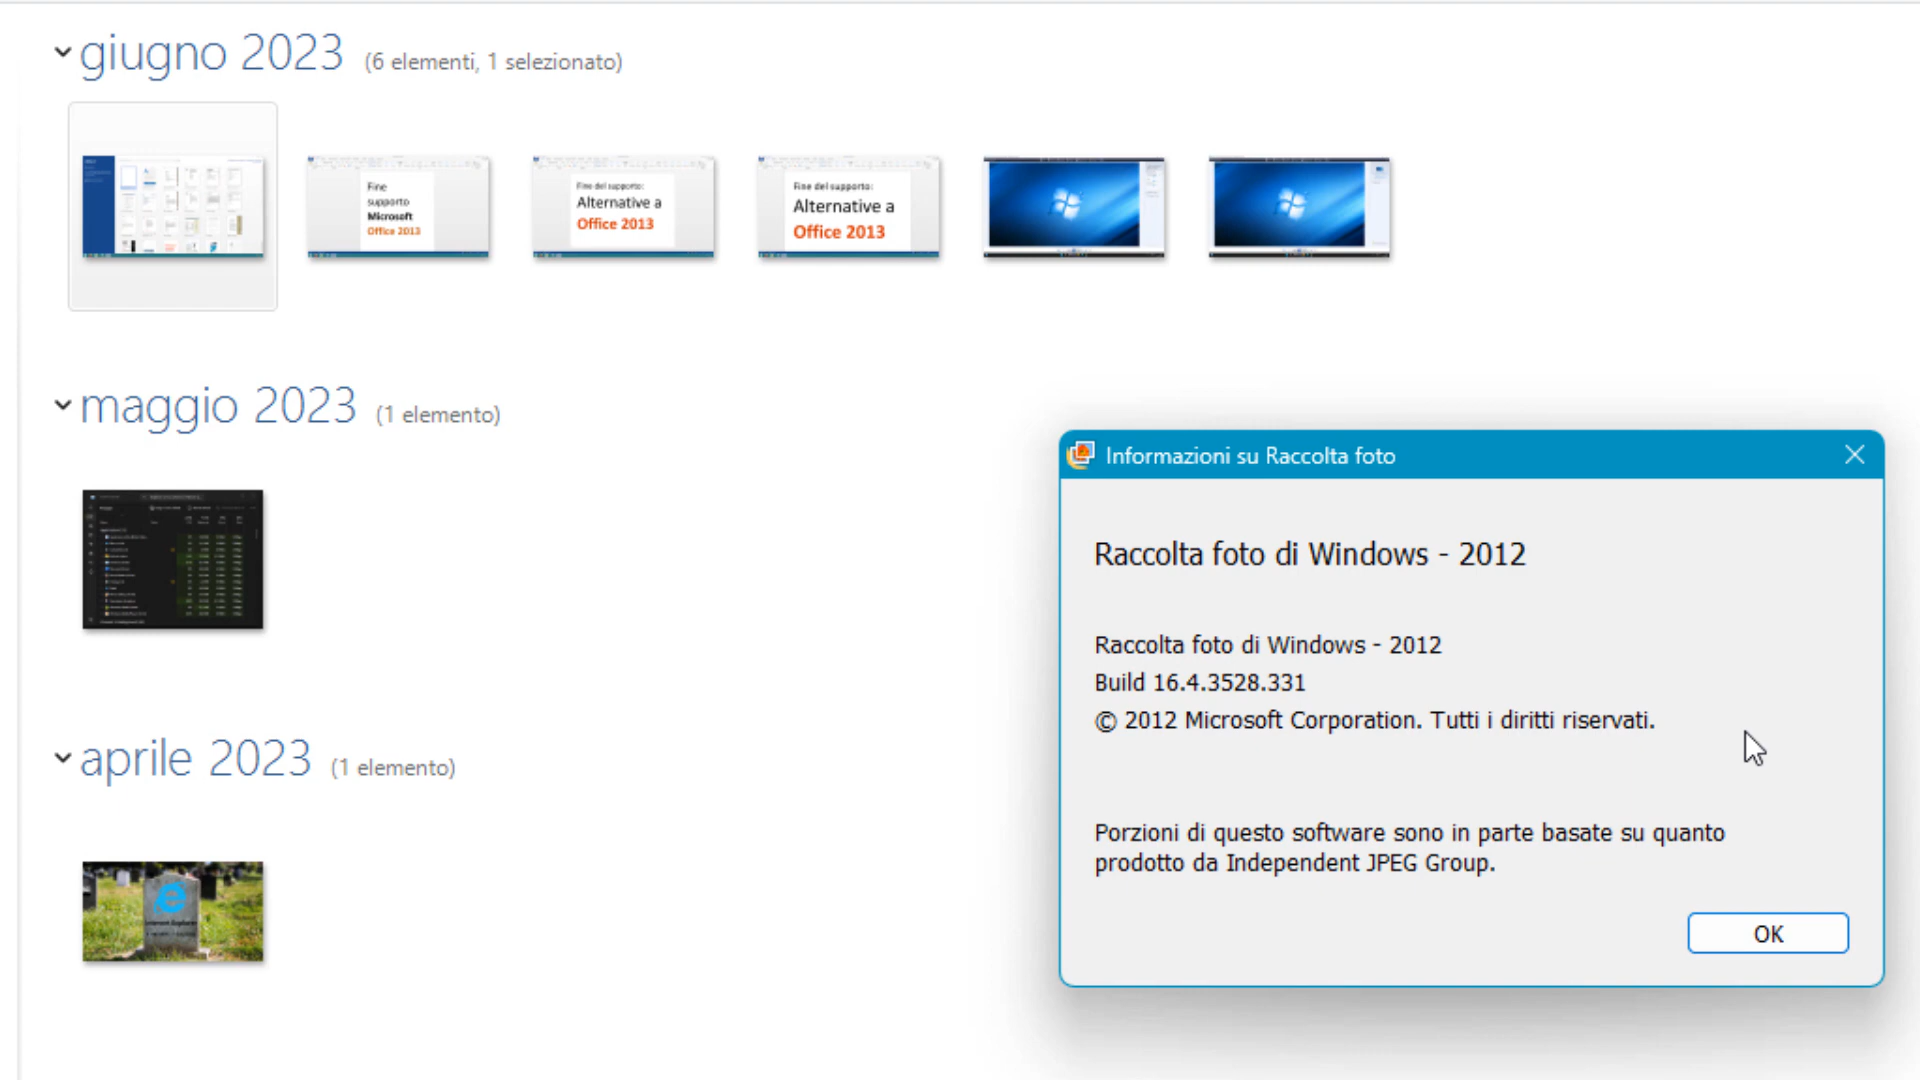 giugno 2023 (6 elementi, 1 selezionato)
Fine
supporto
Microsoft
Office 2013
Fine del supporto:
Alternative a
Office 2013
Fine del supporto:
Alternative a
Office 2013
maggio 2023 (1 elemento)
aprile 2023 (1 elemento)
Internet Explorer
Informazioni su Raccolta foto
Raccolta foto di Windows - 2012
Raccolta foto di Windows - 2012
Build 16.4.3528.331
© 2012 Microsoft Corporation. Tutti i diritti riservati.
Porzioni di questo software sono in parte basate su quanto
prodotto da Independent JPEG Group.
OK